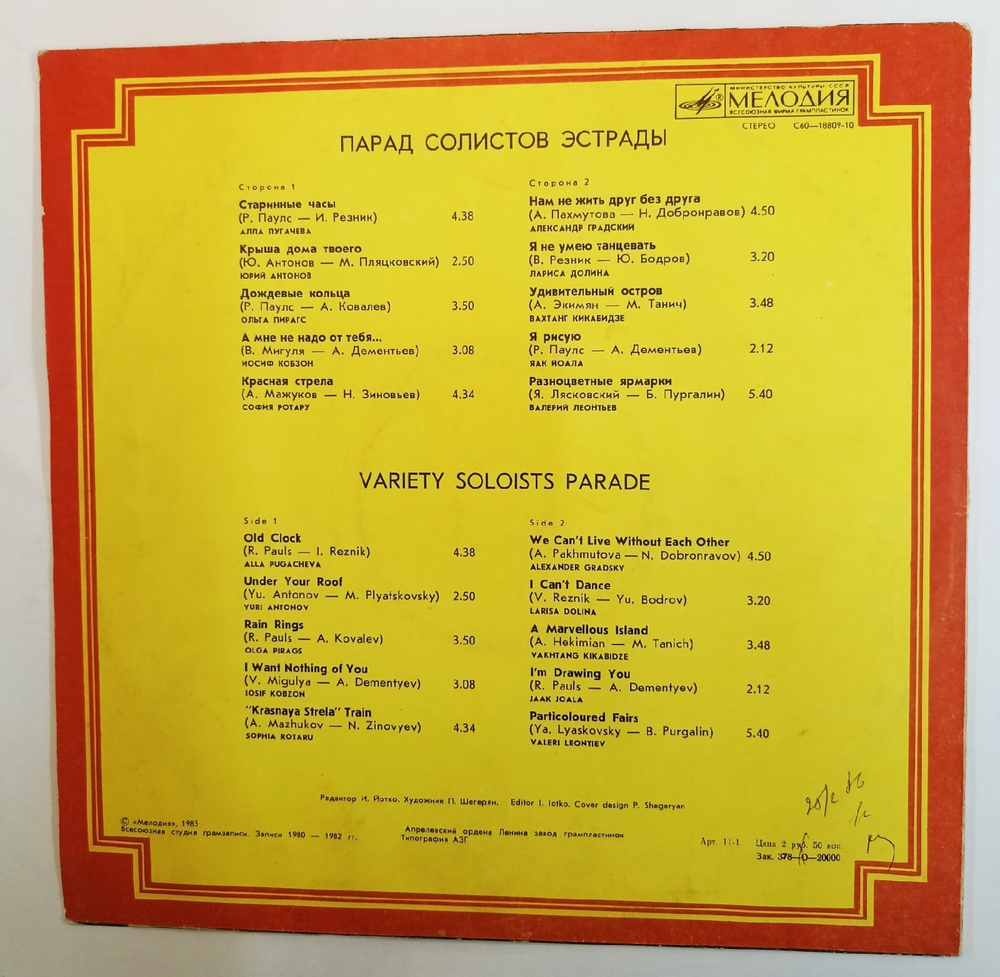 МИНИСТЕРСТВО КУЛЬТУРЫ СССР
МЕЛОДИЯ
ВСЕСОЮЗНАЯ ФИРМА ГРАМПЛАСТИНОК
СТЕРЕО С60—18809-10
ПАРАД СОЛИСТОВ ЭСТРАДЫ
Сторона 1
Старинные часы
(Р. Паулс — И. Резник) 4.38
АЛЛА ПУГАЧЕВА
Крыша дома твоего
(Ю. Антонов — М. Пляцковский) 2.50
ЮРИЙ АНТОНОВ
Дождевые кольца
(Р. Паулс — А. Ковалев) 3.50
ОЛЬГА ПИРАГС
А мне не надо от тебя...
(В. Мигуля — А. Дементьев) 3.08
ИОСИФ КОБЗОН
Красная стрела
(А. Мажуков — Н. Зиновьев) 4.34
СОФИЯ РОТАРУ
Сторона 2
Нам не жить друг без друга
(А. Пахмутова — Н. Добронравов) 4.50
АЛЕКСАНДР ГРАДСКИЙ
Я не умею танцевать
(В. Резник — Ю. Бодров) 3.20
ЛАРИСА ДОЛИНА
Удивительный остров
(А. Экимян — М. Танич) 3.48
ВАХТАНГ КИКАБИДЗЕ
Я рисую
(Р. Паулс — А. Дементьев) 2.12
ЯАК ЙОАЛА
Разноцветные ярмарки
(Я. Лясковский — Б. Пургалин) 5.40
ВАЛЕРИЙ ЛЕОНТЬЕВ
VARIETY SOLOISTS PARADE
Side 1
Old Clock
(R. Pauls — I. Reznik) 4.38
ALLA PUGACHEVA
Under Your Roof
(Yu. Antonov — M. Plyatskovsky) 2.50
YURI ANTONOV
Rain Rings
(R. Pauls — A. Kovalev) 3.50
OLGA PIRAGS
I Want Nothing of You
(V. Migulya — A. Dementyev) 3.08
IOSIF KOBZON
"Krasnaya Strela" Train
(A. Mazhukov — N. Zinovyev) 4.34
SOPHIA ROTARU
Side 2
We Can't Live Without Each Other
(A. Pakhmutova — N. Dobronravov) 4.50
ALEXANDER GRADSKY
I Can't Dance
(V. Reznik — Yu. Bodrov) 3.20
LARISA DOLINA
A Marvellous Island
(A. Hekimian — M. Tanich) 3.48
VAKHTANG KIKABIDZE
I'm Drawing You
(R. Pauls — A. Dementyev) 2.12
JAAK JOALA
Particoloured Fairs
(Ya. Lyaskovsky — B. Purgalin) 5.40
VALERI LEONTIEV
Редактор И. Йотко. Художник П. Шегерян. Editor I. Iotko. Cover design P. Shegeryan
© «Мелодия», 1983
Всесоюзная студия грамзаписи. Записи 1980 — 1982 гг.
Апрелевский ордена Ленина завод грампластинок
Типография АЗГ
Арт. 11-1 Цена 2 руб. 50 коп.
Зак. 378—0—20000